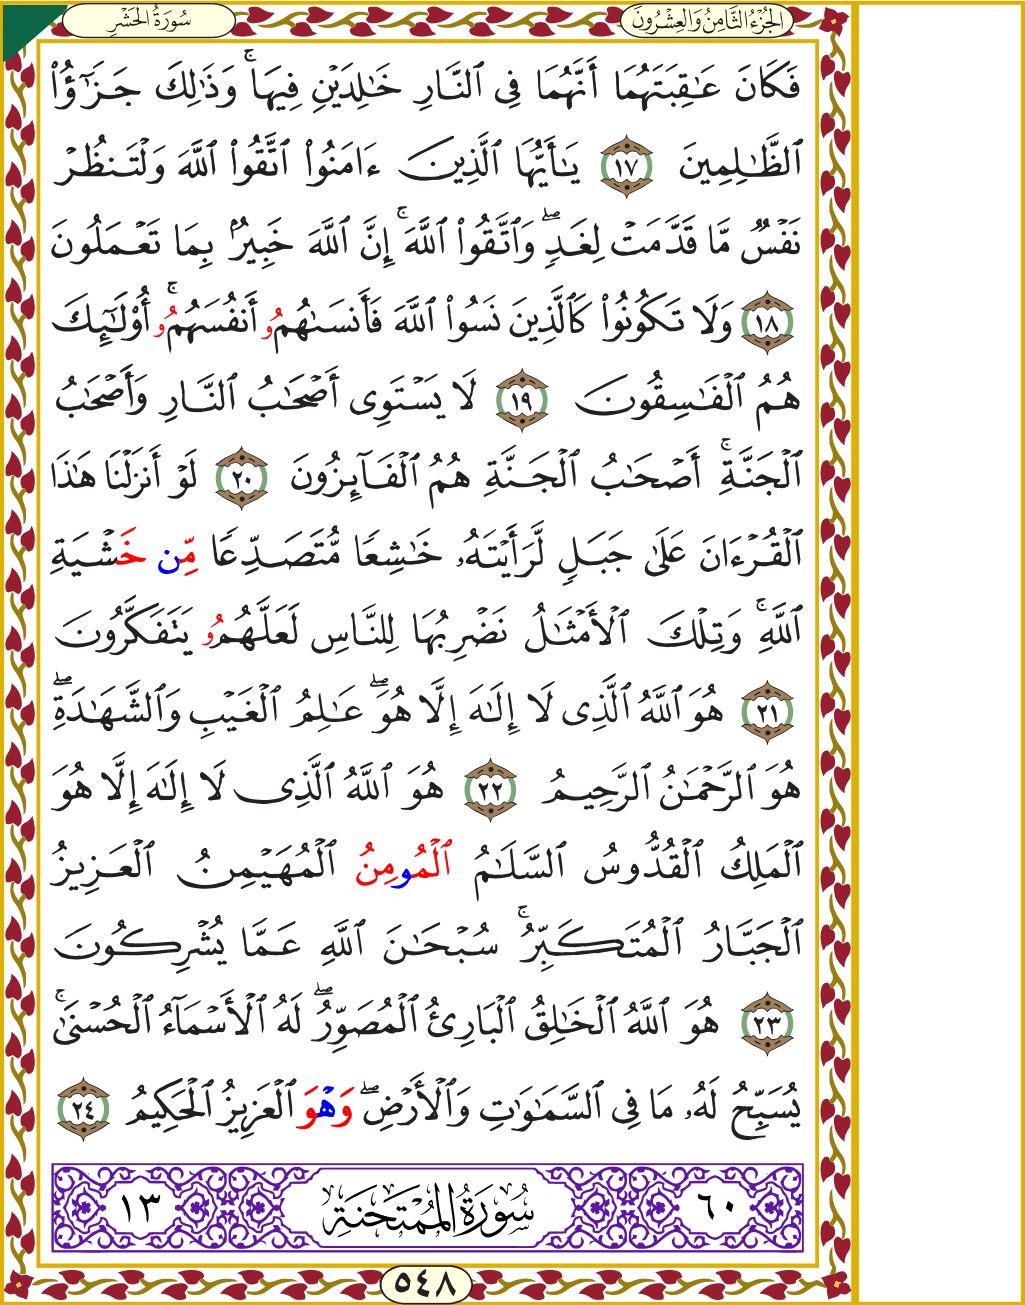 الجُزْءُ الثَّامِنُ وَالعِشْرُونَ
سُورَةُ الحَشْرِ
فَكَانَ عَٰقِبَتَهُمَا أَنَّهُمَا فِي ٱلنَّارِ خَٰلِدَيْنِ فِيهَاۚ وَذَٰلِكَ جَزَٰٓؤُاْ
ٱلظَّٰلِمِينَ ١٧ يَٰٓأَيُّهَا ٱلَّذِينَ ءَامَنُواْ ٱتَّقُواْ ٱللَّهَ وَلْتَنظُرْ
نَفْسٌ مَّا قَدَّمَتْ لِغَدٍۖ وَٱتَّقُواْ ٱللَّهَۚ إِنَّ ٱللَّهَ خَبِيرُۢ بِمَا تَعْمَلُونَ
١٨ وَلَا تَكُونُواْ كَٱلَّذِينَ نَسُواْ ٱللَّهَ فَأَنسَىٰهُمُۥ أَنفُسَهُمُۥۚ أُوْلَٰٓئِكَ
هُمُ ٱلْفَٰسِقُونَ ١٩ لَا يَسْتَوِي أَصْحَٰبُ ٱلنَّارِ وَأَصْحَٰبُ
ٱلْجَنَّةِۚ أَصْحَٰبُ ٱلْجَنَّةِ هُمُ ٱلْفَآئِزُونَ ٢٠ لَوْ أَنزَلْنَا هَٰذَا
ٱلْقُرْءَانَ عَلَىٰ جَبَلٍ لَّرَأَيْتَهُۥ خَٰشِعًا مُّتَصَدِّعًا مِّن خَشْيَةِ
ٱللَّهِۚ وَتِلْكَ ٱلْأَمْثَٰلُ نَضْرِبُهَا لِلنَّاسِ لَعَلَّهُمُۥ يَتَفَكَّرُونَ
٢١ هُوَ ٱللَّهُ ٱلَّذِي لَا إِلَٰهَ إِلَّا هُوَۖ عَٰلِمُ ٱلْغَيْبِ وَٱلشَّهَٰدَةِۖ
هُوَ ٱلرَّحْمَٰنُ ٱلرَّحِيمُ ٢٢ هُوَ ٱللَّهُ ٱلَّذِي لَا إِلَٰهَ إِلَّا هُوَ
ٱلْمَلِكُ ٱلْقُدُّوسُ ٱلسَّلَٰمُ ٱلْمُومِنُ ٱلْمُهَيْمِنُ ٱلْعَزِيزُ
ٱلْجَبَّارُ ٱلْمُتَكَبِّرُۚ سُبْحَٰنَ ٱللَّهِ عَمَّا يُشْرِكُونَ
٢٣ هُوَ ٱللَّهُ ٱلْخَٰلِقُ ٱلْبَارِئُ ٱلْمُصَوِّرُۖ لَهُ ٱلْأَسْمَآءُ ٱلْحُسْنَىٰۚ
يُسَبِّحُ لَهُۥ مَا فِي ٱلسَّمَٰوَٰتِ وَٱلْأَرْضِۖ وَهْوَ ٱلْعَزِيزُ ٱلْحَكِيمُ ٢٤
٦٠ سُورَةُ المُمْتَحَنَةِ ١٣
٥٤٨